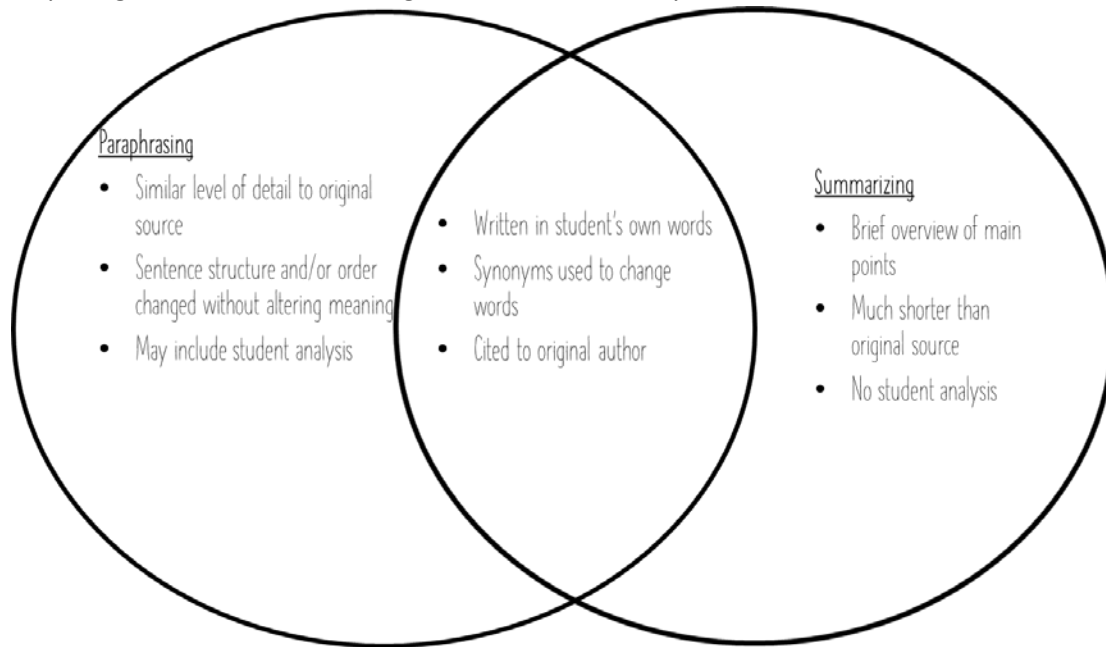 Paraphrasing
• Similar level of detail to original
source
• Sentence structure and/or order
changed without altering meaning
• May include student analysis
• Written in student's own words
• Synonyms used to change
words
• Cited to original author
Summarizing
• Brief overview of main
points
• Much shorter than
original source
• No student analysis